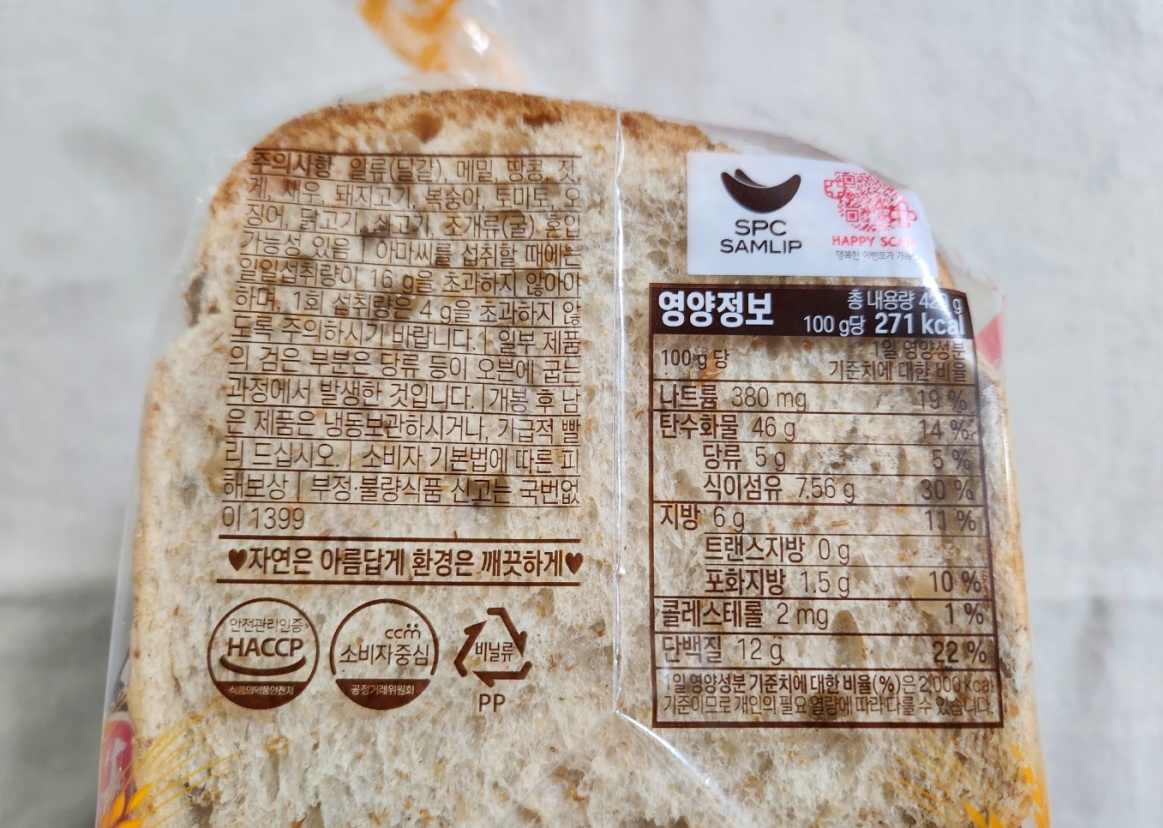 주의사항 알류(달걀), 메밀, 땅콩, 잣,
게, 새우, 돼지고기, 복숭아, 토마토, 오
징어, 닭고기, 쇠고기, 조개류(굴) 혼입
가능성 있음 | 아마씨를 섭취할 때에는
일일섭취량이 16 g을 초과하지 않아야
하며, 1회 섭취량은 4 g을 초과하지 않
도록 주의하시기 바랍니다. | 일부 제품
의 검은 부분은 당류 등이 오븐에 굽는
과정에서 발생한 것입니다. | 개봉 후 남
은 제품은 냉동보관하시거나, 가급적 빨
리 드십시오. | 소비자 기본법에 따른 피
해보상 | 부정·불량식품 신고는 국번없
이 1399
♥자연은 아름답게 환경은 깨끗하게♥
안전관리인증
HACCP
식품의약품안전처
ccm
소비자중심
공정거래위원회
비닐류
PP
SPC
SAMLIP
HAPPY SCAN
행복한 이벤트가
영양정보
총 내용량 g
100 g당 271 kcal
100 g 당
1일 영양성분
기준치에 대한 비율
나트륨 380 mg 19 %
탄수화물 46 g 14 %
당류 5 g 5 %
식이섬유 7.56 g 30 %
지방 6 g 11 %
트랜스지방 0 g
포화지방 1.5 g 10 %
콜레스테롤 2 mg 1 %
단백질 12 g 22 %
1일 영양성분 기준치에 대한 비율(%)은 2,000 kcal
기준이므로 개인의 필요 열량에 따라 다를 수 있습니다.